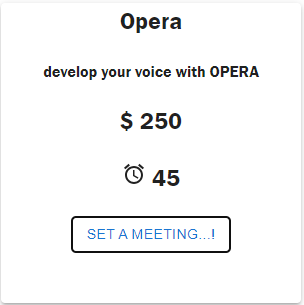 Opera
develop your voice with OPERA
$ 250
45
SET A MEETING...!